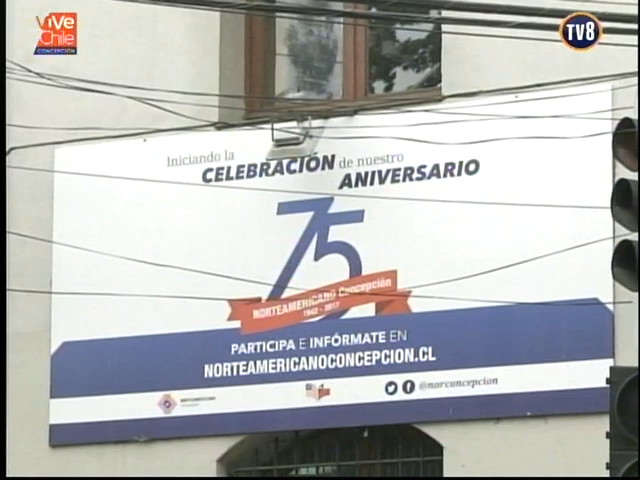 ViVe
Chile
CONCEPCIÓN
TV8
Iniciando la
CELEBRACIÓN de nuestro
ANIVERSARIO
75
NORTEAMERICANO Concepción
1942 - 2017
PARTICIPA E INFÓRMATE EN
NORTEAMERICANOCONCEPCION.CL
@norconcepcion